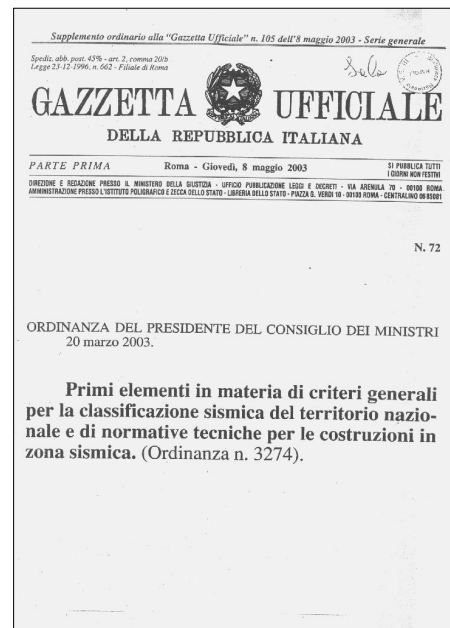 Supplemento ordinario alla "Gazzetta Ufficiale" n. 105 dell'8 maggio 2003 - Serie generale
Spediz. abb. post. 45% - art. 2, comma 20/b
Legge 23-12-1996, n. 662 - Filiale di Roma
GAZZETTA UFFICIALE
DELLA REPUBBLICA ITALIANA
PARTE PRIMA Roma - Giovedì, 8 maggio 2003 SI PUBBLICA TUTTI
I GIORNI NON FESTIVI
DIREZIONE E REDAZIONE PRESSO IL MINISTERO DELLA GIUSTIZIA - UFFICIO PUBBLICAZIONE LEGGI E DECRETI - VIA ARENULA 70 - 00100 ROMA
AMMINISTRAZIONE PRESSO L'ISTITUTO POLIGRAFICO E ZECCA DELLO STATO - LIBRERIA DELLO STATO - PIAZZA G. VERDI 10 - 00100 ROMA - CENTRALINO 06 85081
N. 72
ORDINANZA DEL PRESIDENTE DEL CONSIGLIO DEI MINISTRI
20 marzo 2003.
Primi elementi in materia di criteri generali
per la classificazione sismica del territorio nazio-
nale e di normative tecniche per le costruzioni in
zona sismica. (Ordinanza n. 3274).